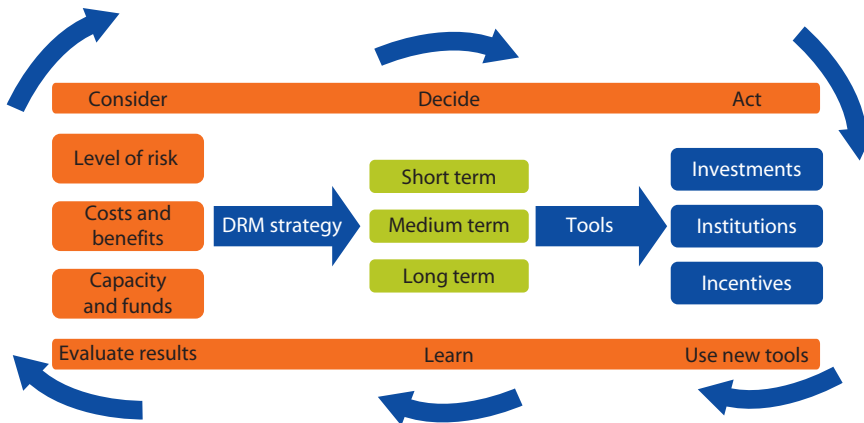 Consider Decide Act
Level of risk
Costs and
benefits
Capacity
and funds
DRM strategy
Short term
Medium term
Long term
Tools
Investments
Institutions
Incentives
Evaluate results Learn Use new tools